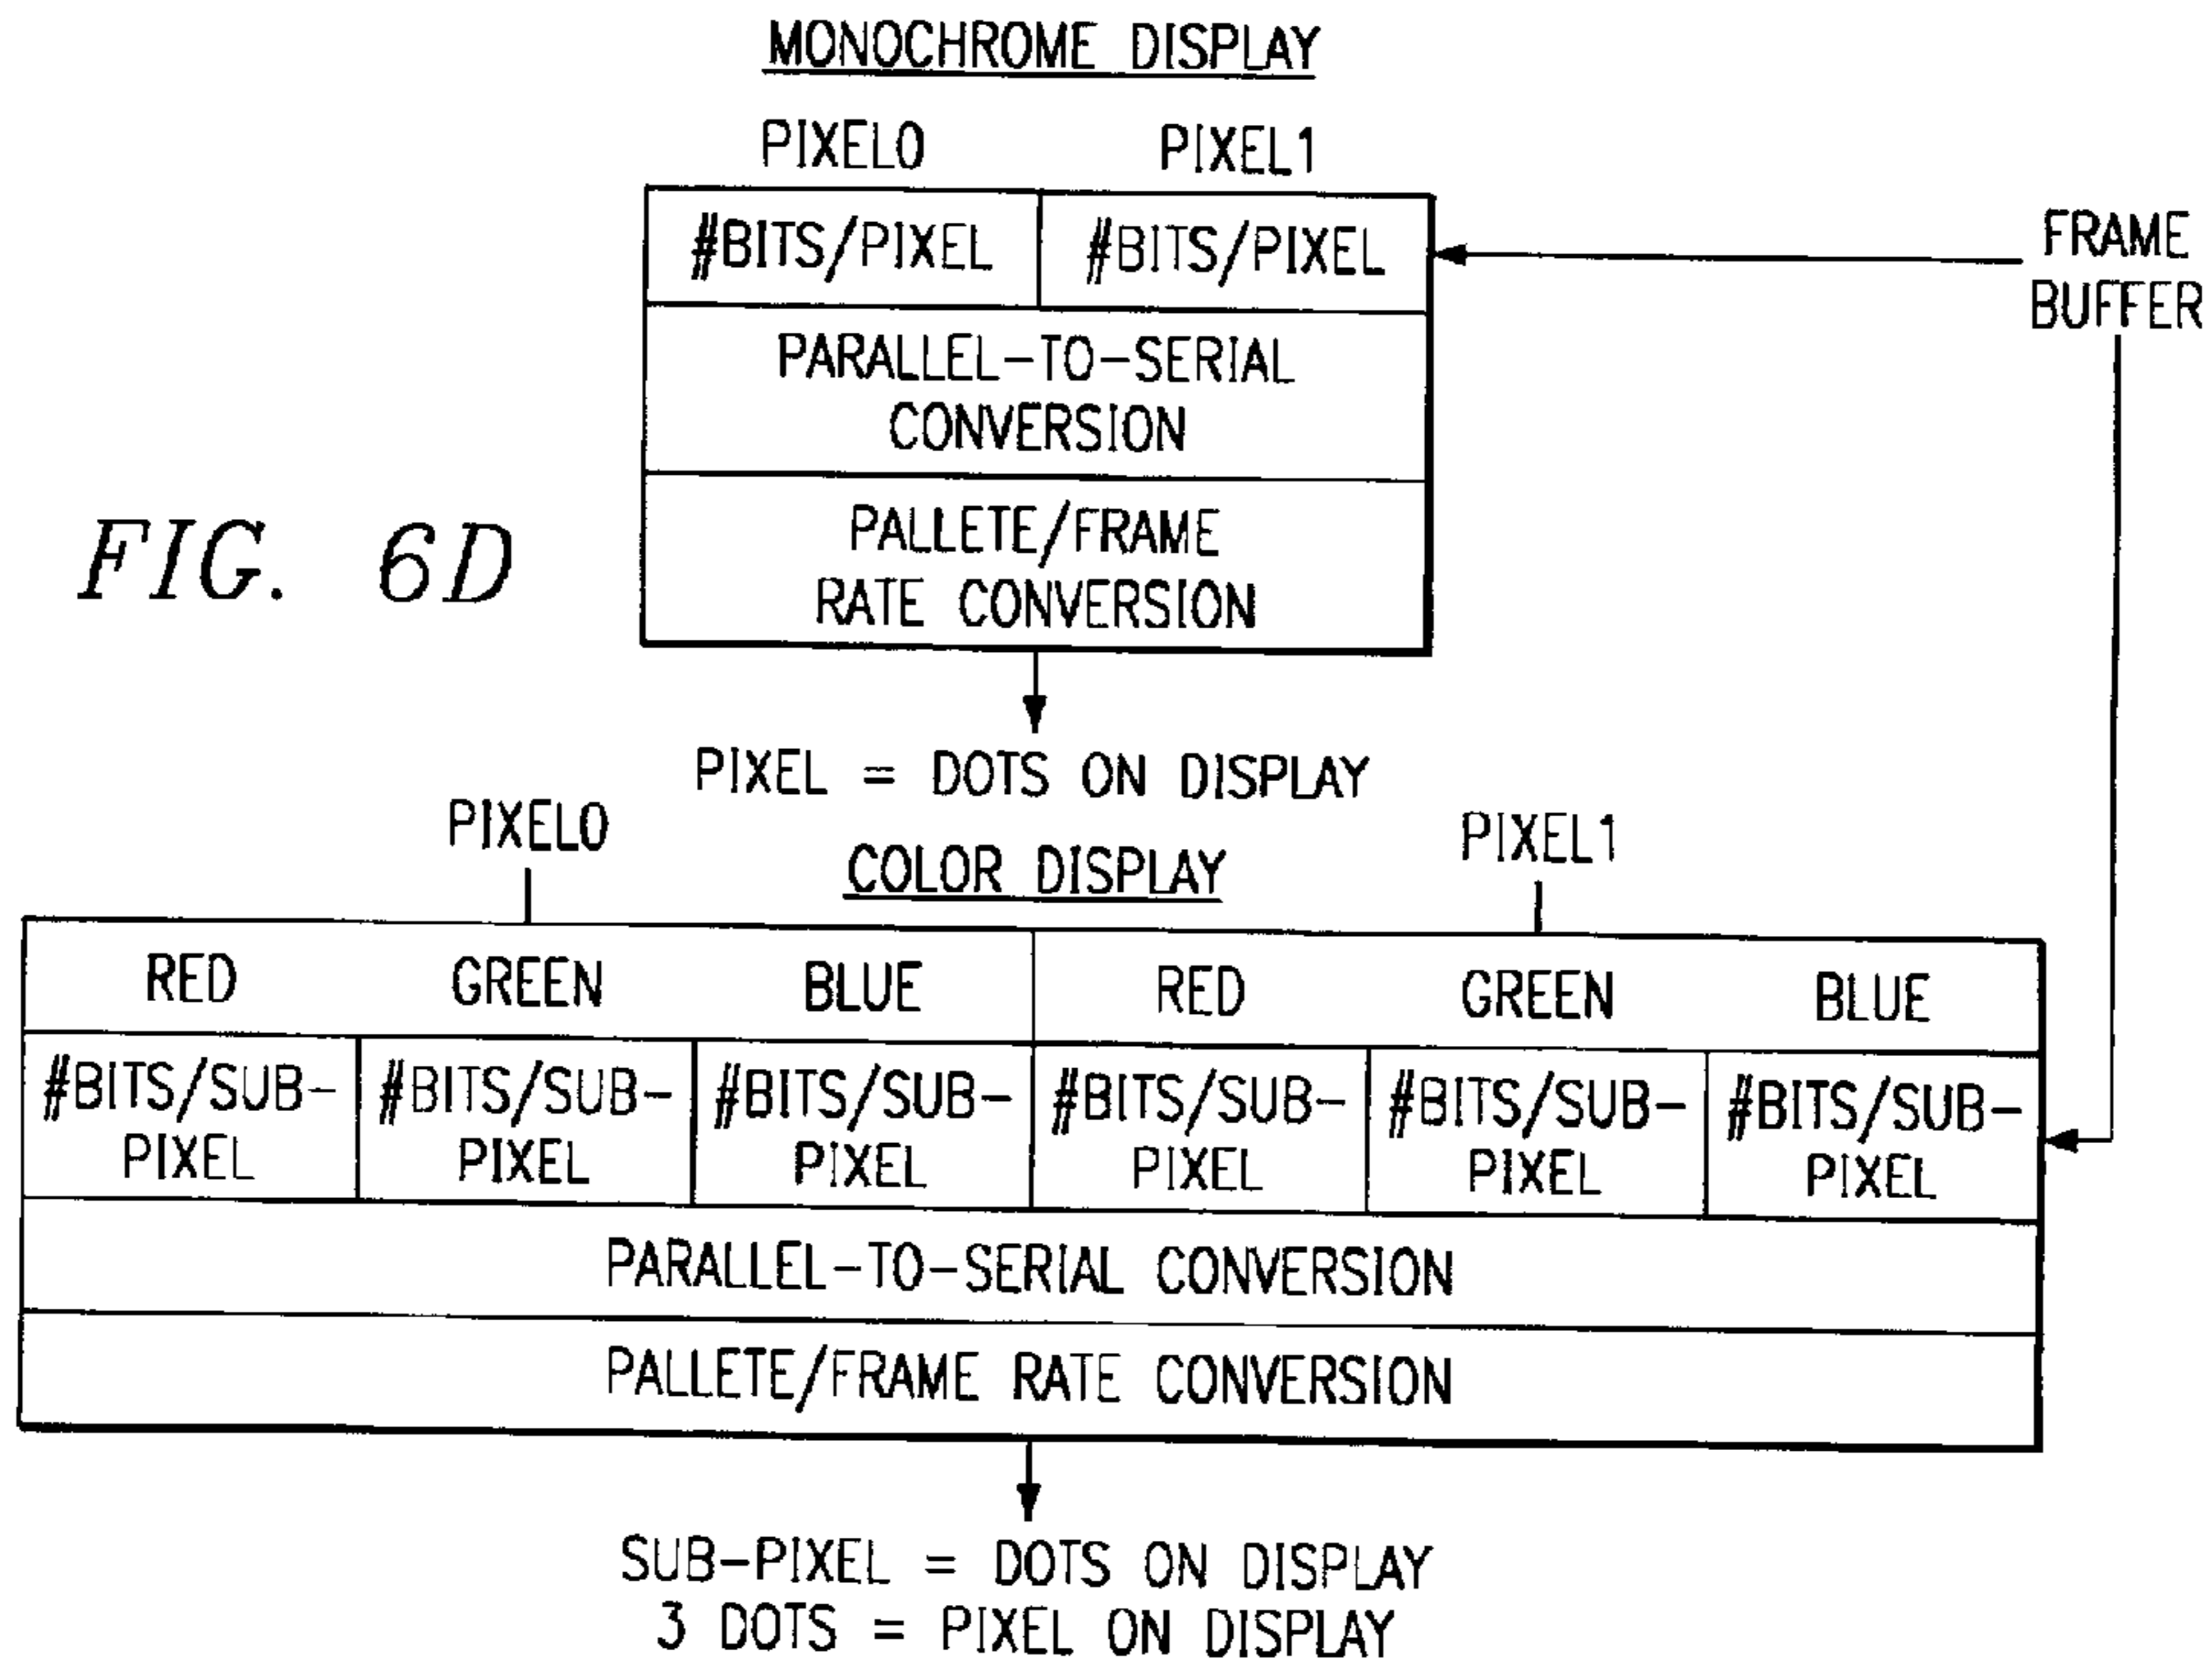 MONOCHROME DISPLAY
PIXEL0 PIXEL1
#BITS/PIXEL #BITS/PIXEL
FRAME
BUFFER
PARALLEL-TO-SERIAL
CONVERSION
PALLETE/FRAME
RATE CONVERSION
FIG. 6D
PIXEL = DOTS ON DISPLAY
PIXEL0 PIXEL1
COLOR DISPLAY
RED GREEN BLUE RED GREEN BLUE
#BITS/SUB- #BITS/SUB- #BITS/SUB- #BITS/SUB- #BITS/SUB- #BITS/SUB-
PIXEL PIXEL PIXEL PIXEL PIXEL PIXEL
PARALLEL-TO-SERIAL CONVERSION
PALLETE/FRAME RATE CONVERSION
SUB-PIXEL = DOTS ON DISPLAY
3 DOTS = PIXEL ON DISPLAY